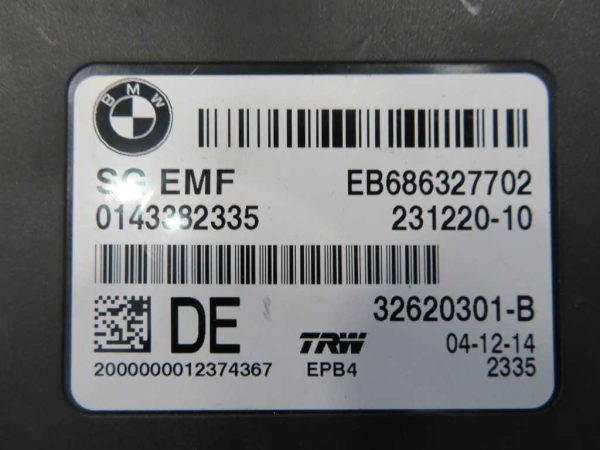 BMW
SG EMF EB686327702
0143382335 231220-10
DE TRW 32620301-B
EPB4 04-12-14
2000000012374367 2335